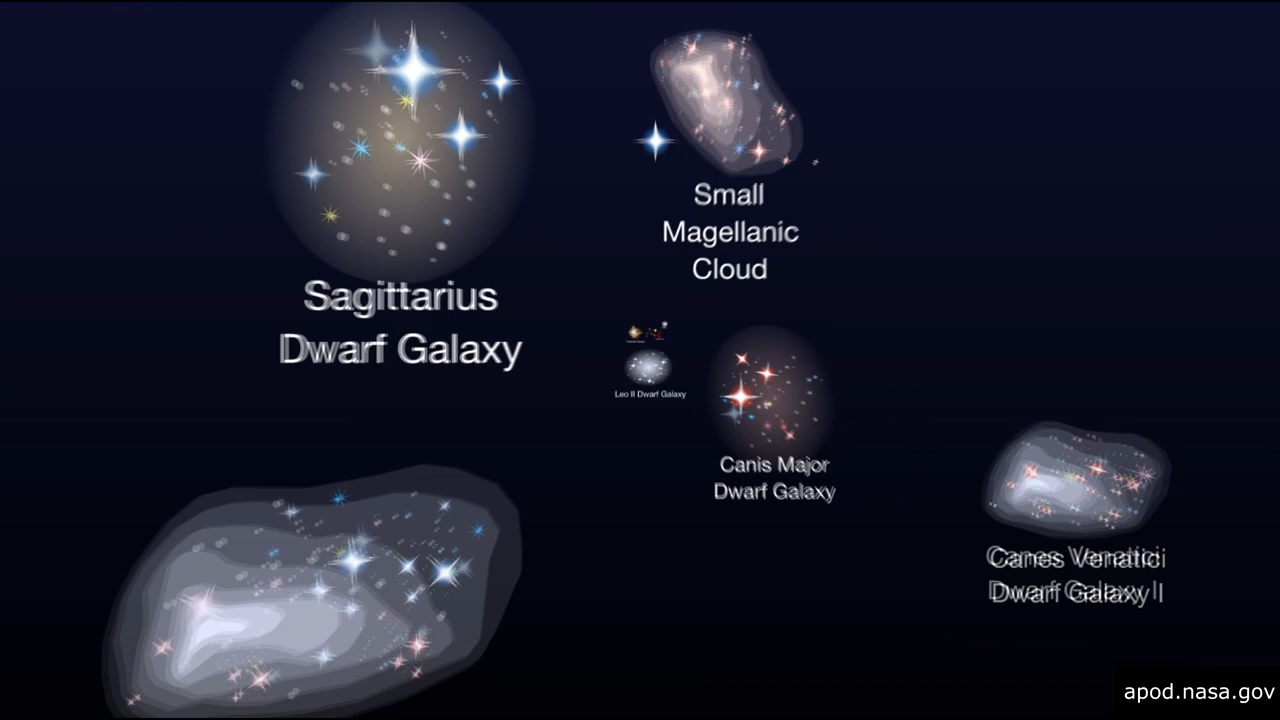 Sagittarius
Dwarf Galaxy
Small
Magellanic
Cloud
Leo II Dwarf Galaxy
Canis Major
Dwarf Galaxy
Canes Venatici
Dwarf Galaxy I
apod.nasa.gov